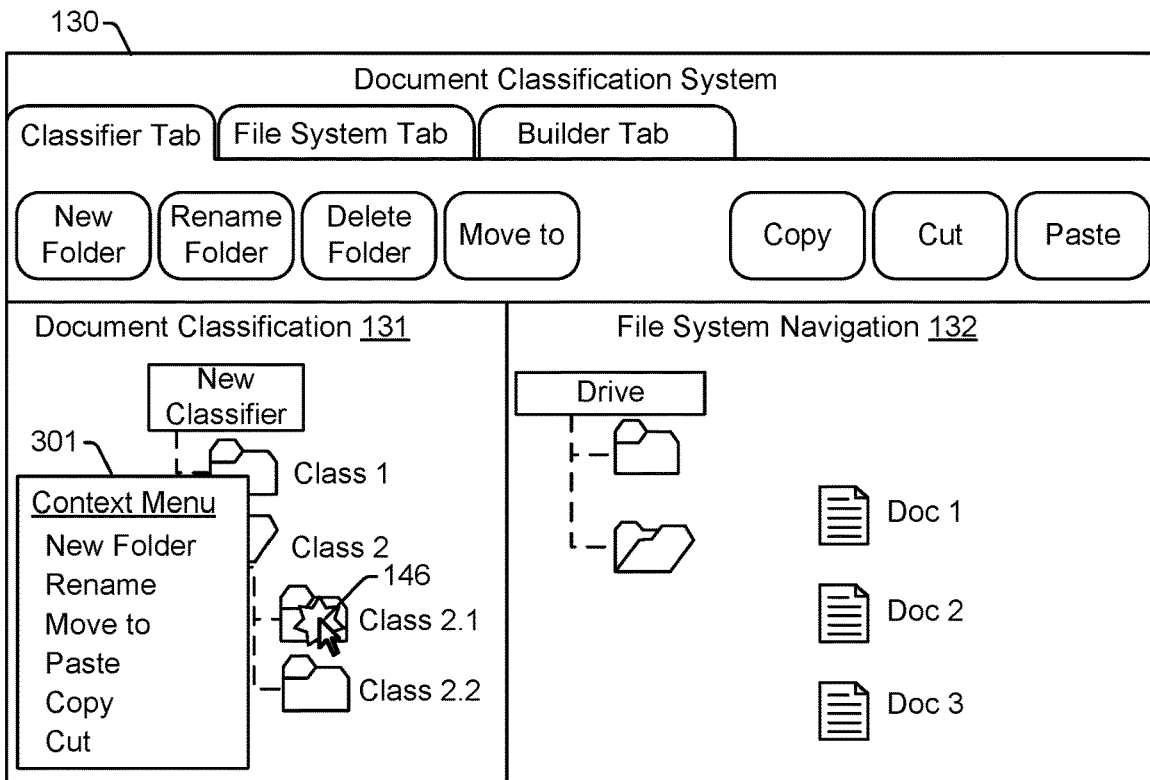 130
Document Classification System
Classifier Tab
File System Tab
Builder Tab
New
Folder
Rename
Folder
Delete
Folder
Move to
Copy
Cut
Paste
Document Classification 131
New
Classifier
301
Class 1
Context Menu
New Folder
Rename
Move to
Paste
Copy
Cut
Class 2
146
Class 2.1
Class 2.2
File System Navigation 132
Drive
Doc 1
Doc 2
Doc 3